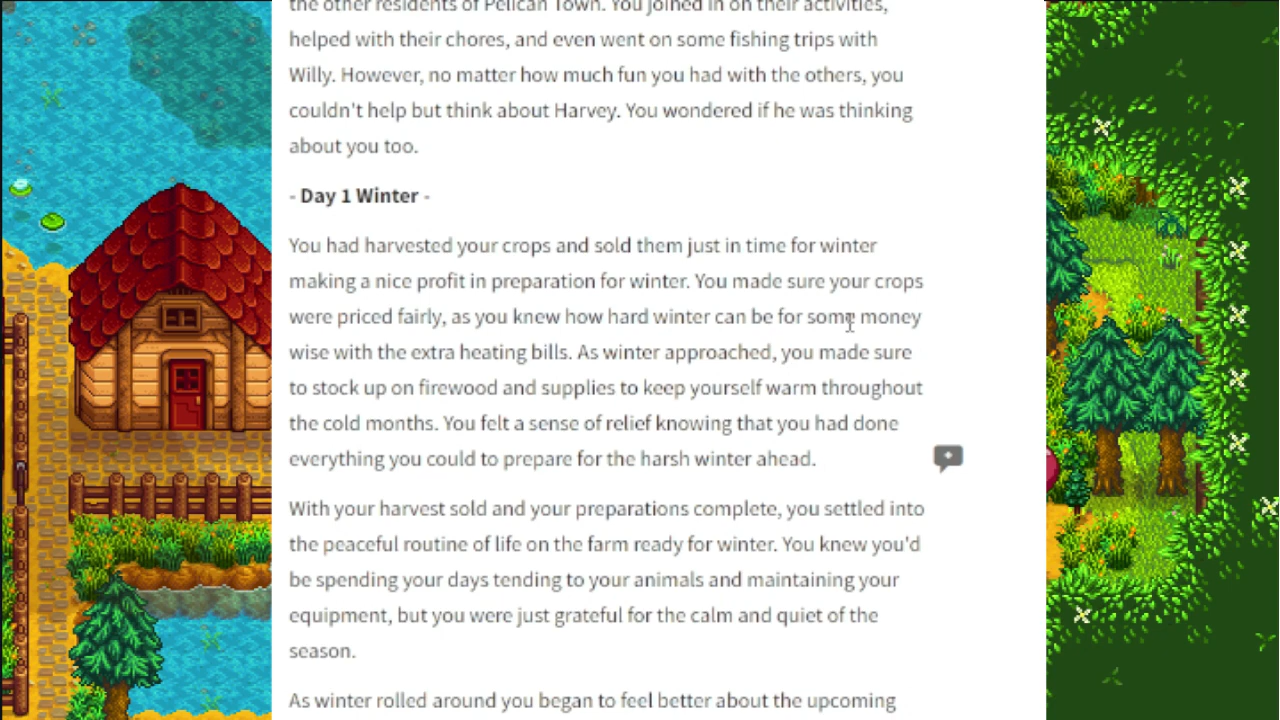 the other residents of Pelican Town. You joined in on their activities,
helped with their chores, and even went on some fishing trips with
Willy. However, no matter how much fun you had with the others, you
couldn't help but think about Harvey. You wondered if he was thinking
about you too.
- Day 1 Winter -
You had harvested your crops and sold them just in time for winter
making a nice profit in preparation for winter. You made sure your crops
were priced fairly, as you knew how hard winter can be for some money
wise with the extra heating bills. As winter approached, you made sure
to stock up on firewood and supplies to keep yourself warm throughout
the cold months. You felt a sense of relief knowing that you had done
everything you could to prepare for the harsh winter ahead.
With your harvest sold and your preparations complete, you settled into
the peaceful routine of life on the farm ready for winter. You knew you'd
be spending your days tending to your animals and maintaining your
equipment, but you were just grateful for the calm and quiet of the
season.
As winter rolled around you began to feel better about the upcoming